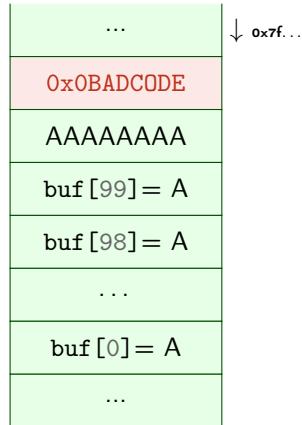 ...
↓ 0x7f...
0x0BADCODE
AAAAAAAA
buf[99]= A
buf[98]= A
...
buf[0]= A
...